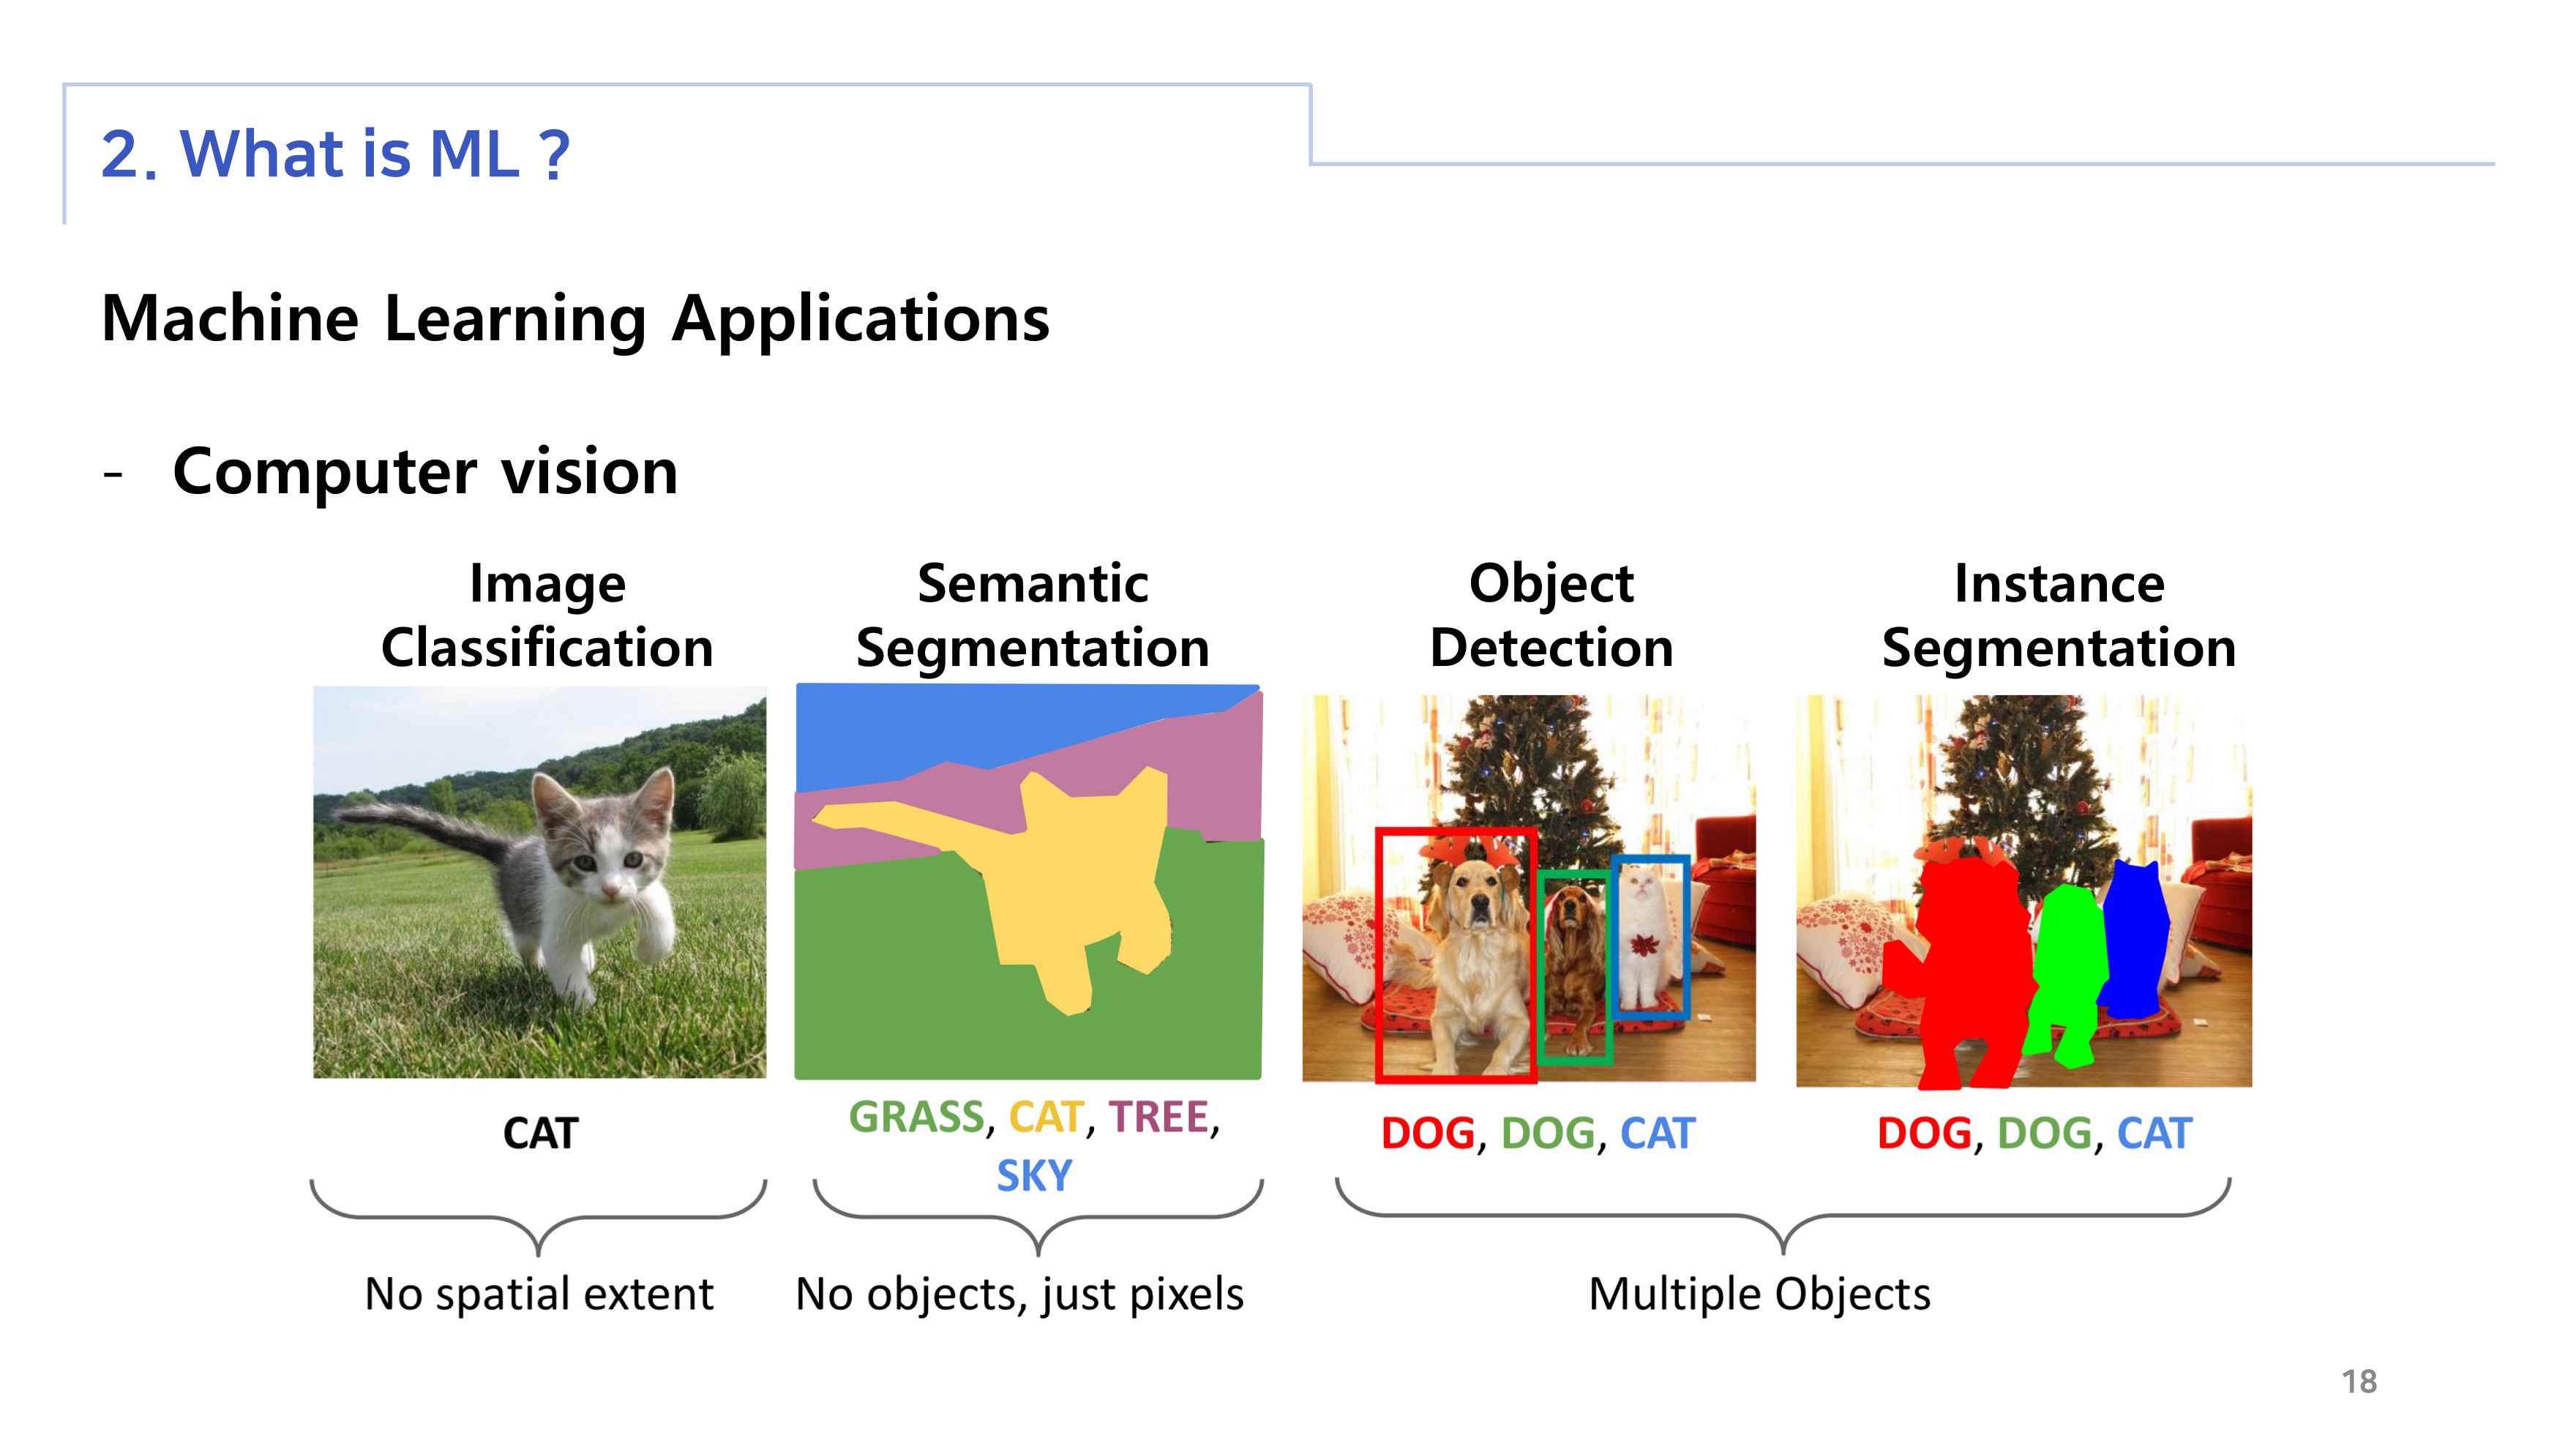 2. What is ML ?
Machine Learning Applications
- Computer vision
Image
Classification
Semantic
Segmentation
Object
Detection
Instance
Segmentation
CAT
GRASS, CAT, TREE,
SKY
DOG, DOG, CAT
DOG, DOG, CAT
No spatial extent
No objects, just pixels
Multiple Objects
18